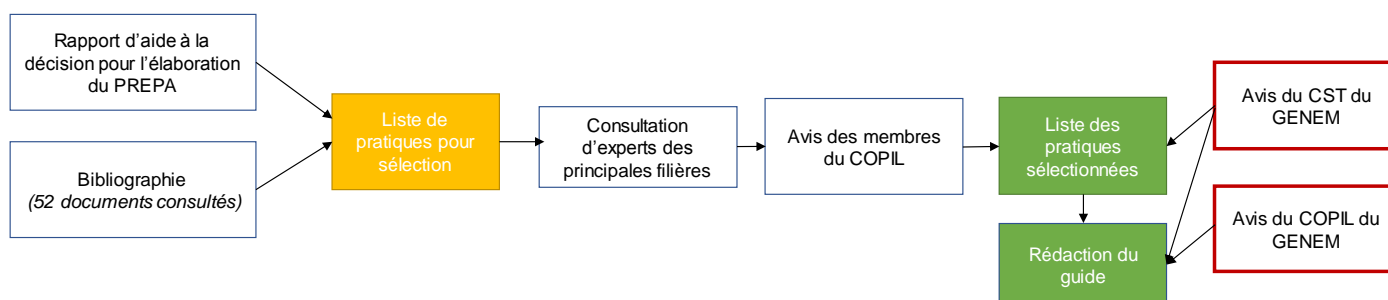 Rapport d’aide à la
décision pour l’élaboration
du PREPA
Bibliographie
(52 documents consultés)
Liste de
pratiques pour
sélection
Consultation
d’experts des
principales filières
Avis des membres
du COPIL
Liste des
pratiques
sélectionnées
Rédaction du
guide
Avis du CST du
GENEM
Avis du COPIL du
GENEM